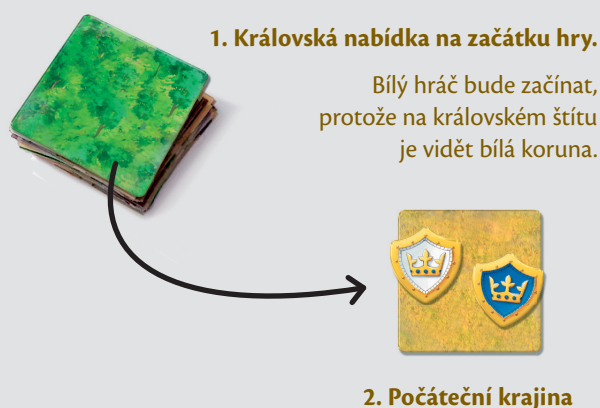 1. Královská nabídka na začátku hry.
Bílý hráč bude začínat,
protože na královském štítu
je vidět bílá koruna.
2. Počáteční krajina